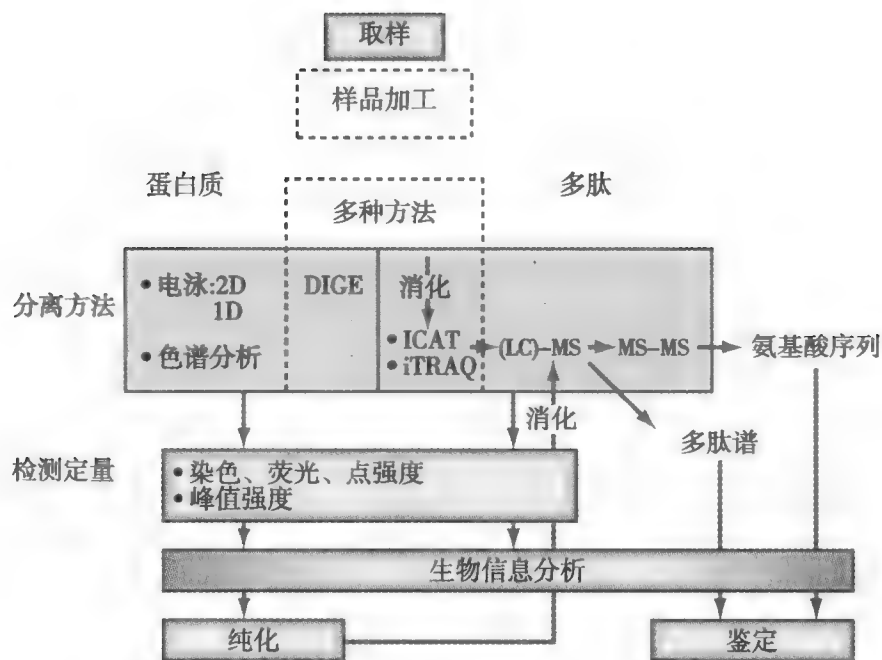 取样
样品加工
蛋白质
多种方法
多肽
分离方法
• 电泳:2D
1D
• 色谱分析
DIGE
消化
• ICAT
• iTRAQ
(LC)-MS
MS-MS
氨基酸序列
消化
多肽谱
检测定量
• 染色、荧光、点强度
• 峰值强度
生物信息分析
纯化
鉴定